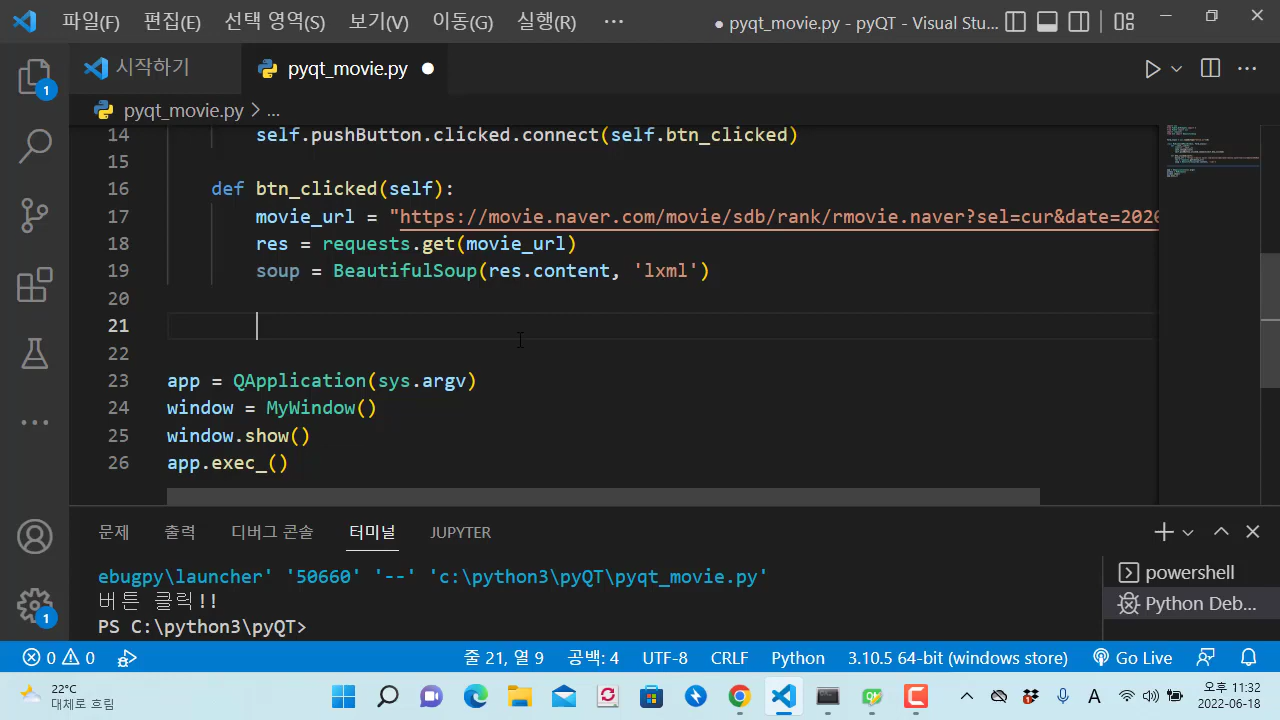 파일(F) 편집(E) 선택 영역(S) 보기(V) 이동(G) 실행(R) ··· ● pyqt_movie.py - pyQT - Visual Stu...
시작하기 pyqt_movie.py ●
pyqt_movie.py > ...
14 self.pushButton.clicked.connect(self.btn_clicked)
15
16 def btn_clicked(self):
17 movie_url = "https://movie.naver.com/movie/sdb/rank/rmovie.naver?sel=cur&date=2020
18 res = requests.get(movie_url)
19 soup = BeautifulSoup(res.content, 'lxml')
20
21
22
23 app = QApplication(sys.argv)
24 window = MyWindow()
25 window.show()
26 app.exec_()
문제 출력 디버그 콘솔 터미널 JUPYTER
ebugpy\launcher' '50660' '--' 'c:\python3\pyQT\pyqt_movie.py'
버튼 클릭!!
PS C:\python3\pyQT>
powershell
Python Deb...
1
1
0 0 줄 21, 열 9 공백: 4 UTF-8 CRLF Python 3.10.5 64-bit (windows store) Go Live
22°C
대체로 흐림
A
오후 11:32
2022-06-18